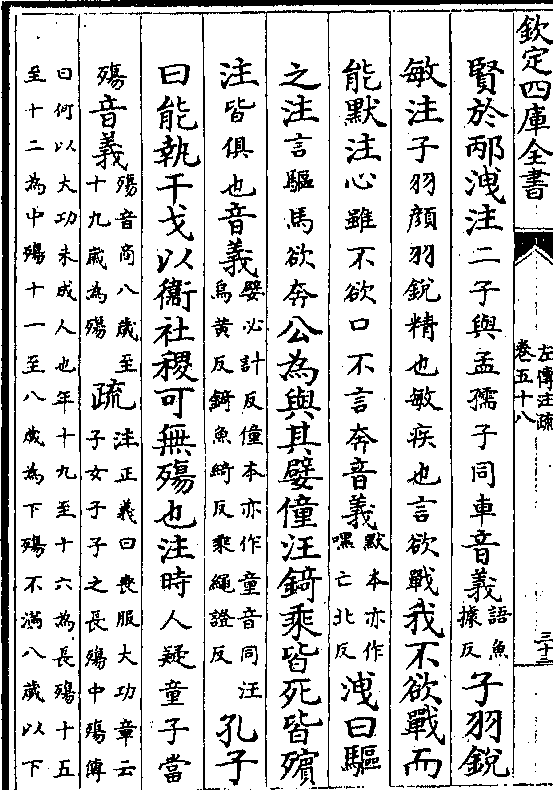 欽定四庫全書
左傳注疏
卷五十八
三十三
賢於邴洩注二子與孟孺子同車音義語魚據反子羽銳
敏注子羽顔羽銳精也敏疾也言欲戰我不欲戰而
能默注心雖不欲口不言奔音義默本亦作嘿亡北反洩曰驅
之注言驅馬欲奔公為與其嬖僮汪錡乘皆死皆殯
注皆俱也音義嬖必計反僮本亦作童音同汪烏黄反錡魚綺反乘繩證反孔子
曰能執干戈以衞社稷可無殤也注時人疑童子當
殤音義殤音商八歲至十九歲為殤疏注正義曰喪服大功章云子女子子之長殤中殤傳
曰何以大功未成人也年十九至十六為長殤十五
至十二為中殤十一至八歲為下殤不滿八歲以下